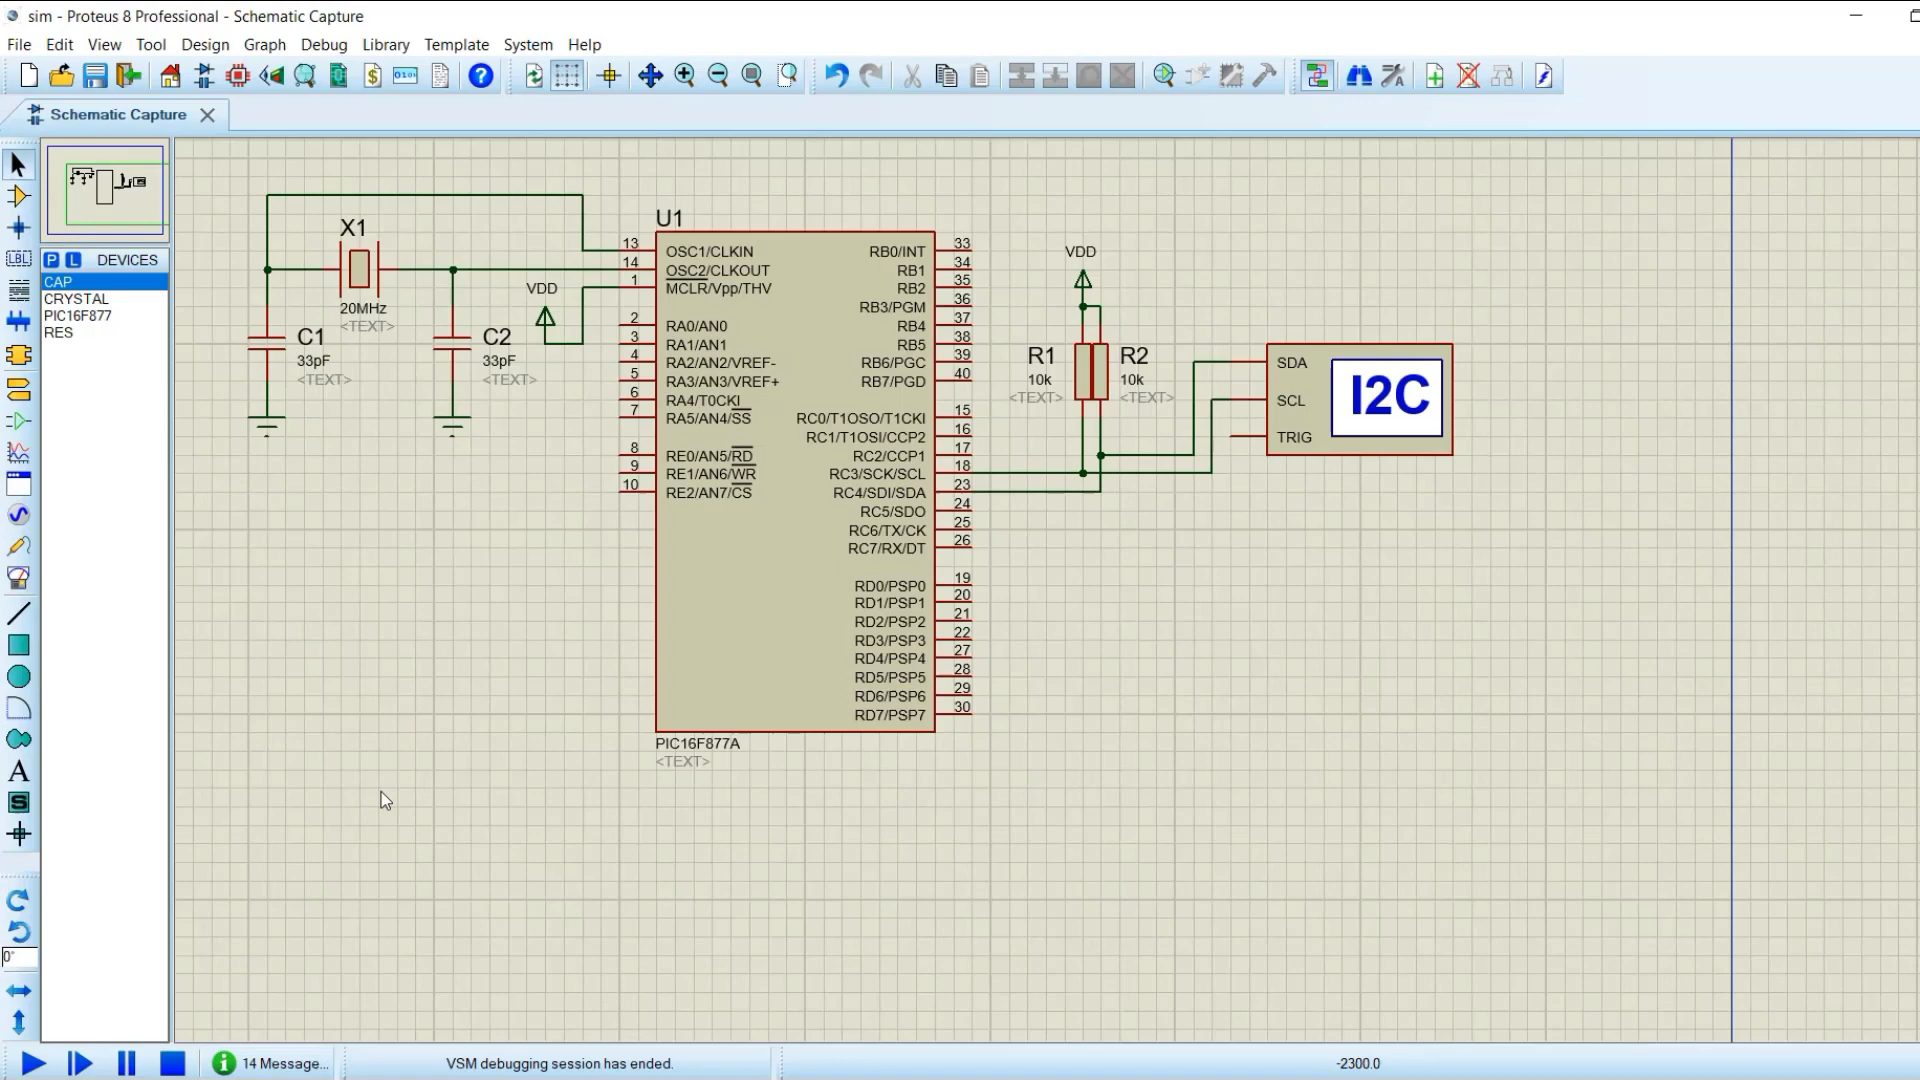 sim - Proteus 8 Professional - Schematic Capture
File Edit View Tool Design Graph Debug Library Template System Help
Schematic Capture
P L DEVICES
CAP
CRYSTAL
PIC16F877
RES
LBL
A
S
0°
X1
20MHz
<TEXT>
C1
33pF
<TEXT>
C2
33pF
<TEXT>
VDD
U1
13 OSC1/CLKIN
14 OSC2/CLKOUT
1 MCLR/Vpp/THV
2 RA0/AN0
3 RA1/AN1
4 RA2/AN2/VREF-
5 RA3/AN3/VREF+
6 RA4/T0CKI
7 RA5/AN4/SS
8 RE0/AN5/RD
9 RE1/AN6/WR
10 RE2/AN7/CS
RB0/INT 33
RB1 34
RB2 35
RB3/PGM 36
RB4 37
RB5 38
RB6/PGC 39
RB7/PGD 40
RC0/T1OSO/T1CKI 15
RC1/T1OSI/CCP2 16
RC2/CCP1 17
RC3/SCK/SCL 18
RC4/SDI/SDA 23
RC5/SDO 24
RC6/TX/CK 25
RC7/RX/DT 26
RD0/PSP0 19
RD1/PSP1 20
RD2/PSP2 21
RD3/PSP3 22
RD4/PSP4 27
RD5/PSP5 28
RD6/PSP6 29
RD7/PSP7 30
PIC16F877A
<TEXT>
VDD
R1
10k
<TEXT>
R2
10k
<TEXT>
SDA
SCL
TRIG
I2C
14 Message...
VSM debugging session has ended.
-2300.0